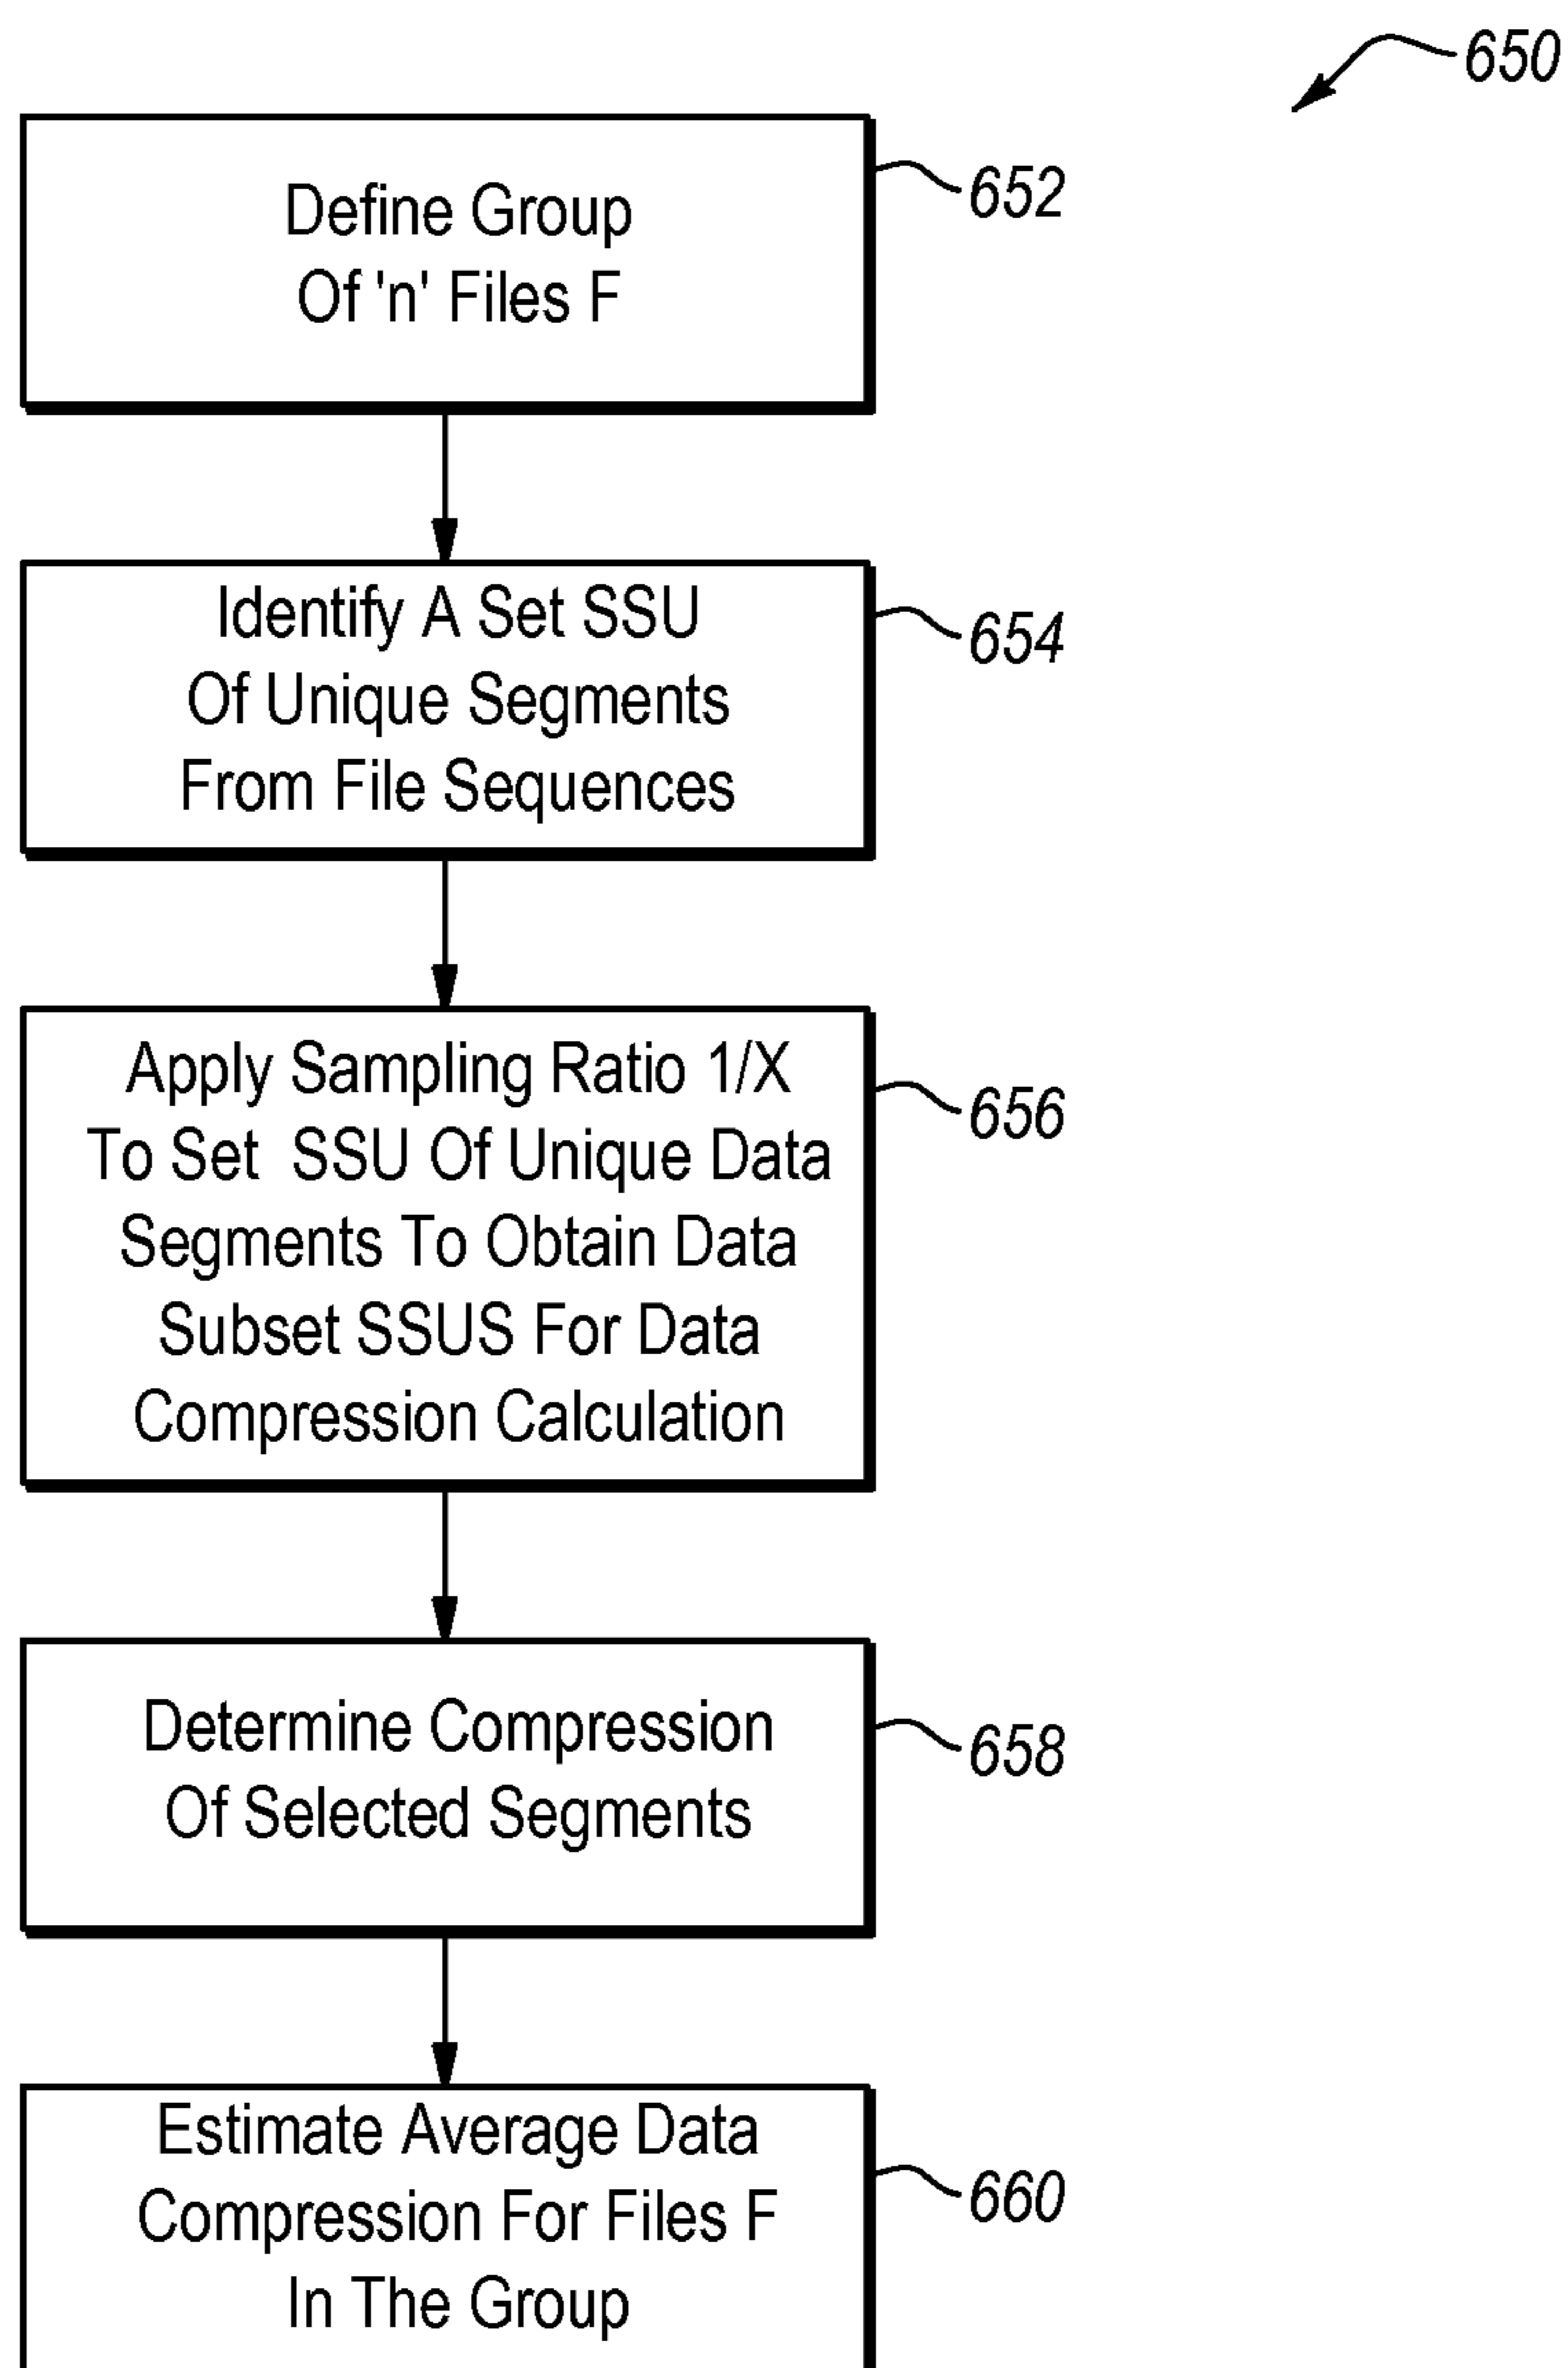 650
Define Group
Of 'n' Files F
652
Identify A Set SSU
Of Unique Segments
From File Sequences
654
Apply Sampling Ratio 1/X
To Set SSU Of Unique Data
Segments To Obtain Data
Subset SSUS For Data
Compression Calculation
656
Determine Compression
Of Selected Segments
658
Estimate Average Data
Compression For Files F
In The Group
660